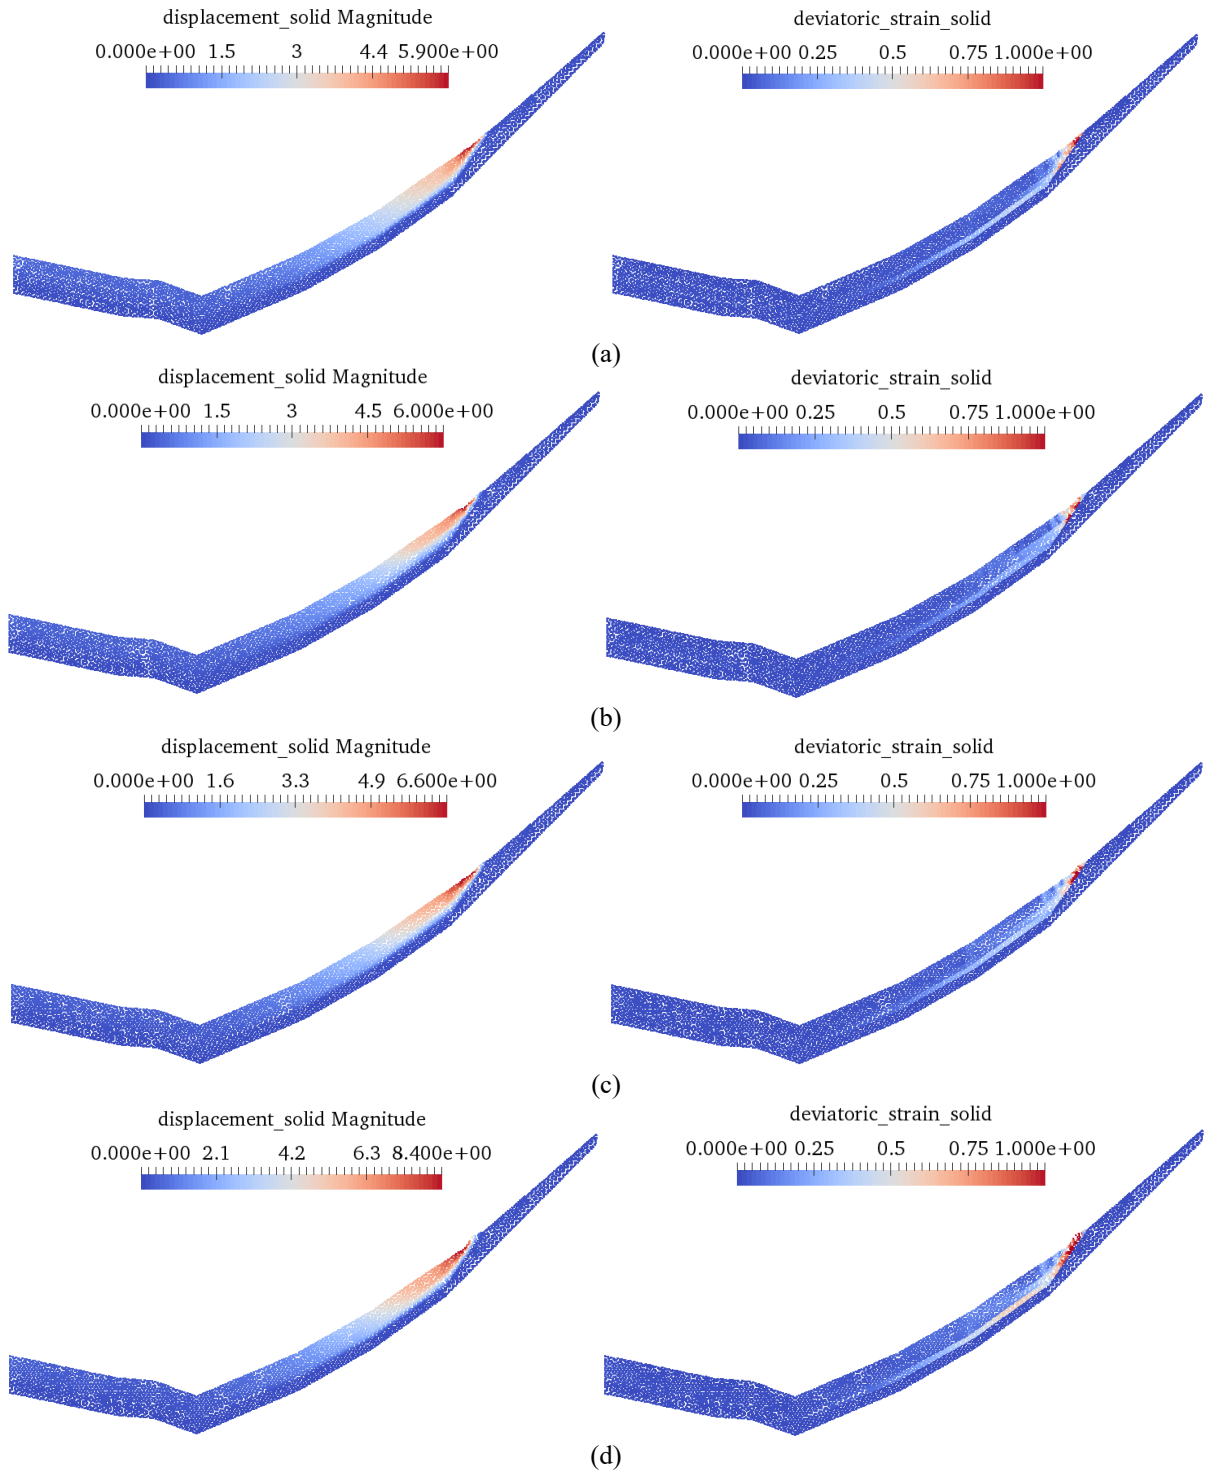 displacement_solid Magnitude
0.000e+00 1.5 3 4.4 5.900e+00
deviatoric_strain_solid
0.000e+00 0.25 0.5 0.75 1.000e+00
(a)
displacement_solid Magnitude
0.000e+00 1.5 3 4.5 6.000e+00
deviatoric_strain_solid
0.000e+00 0.25 0.5 0.75 1.000e+00
(b)
displacement_solid Magnitude
0.000e+00 1.6 3.3 4.9 6.600e+00
deviatoric_strain_solid
0.000e+00 0.25 0.5 0.75 1.000e+00
(c)
displacement_solid Magnitude
0.000e+00 2.1 4.2 6.3 8.400e+00
deviatoric_strain_solid
0.000e+00 0.25 0.5 0.75 1.000e+00
(d)